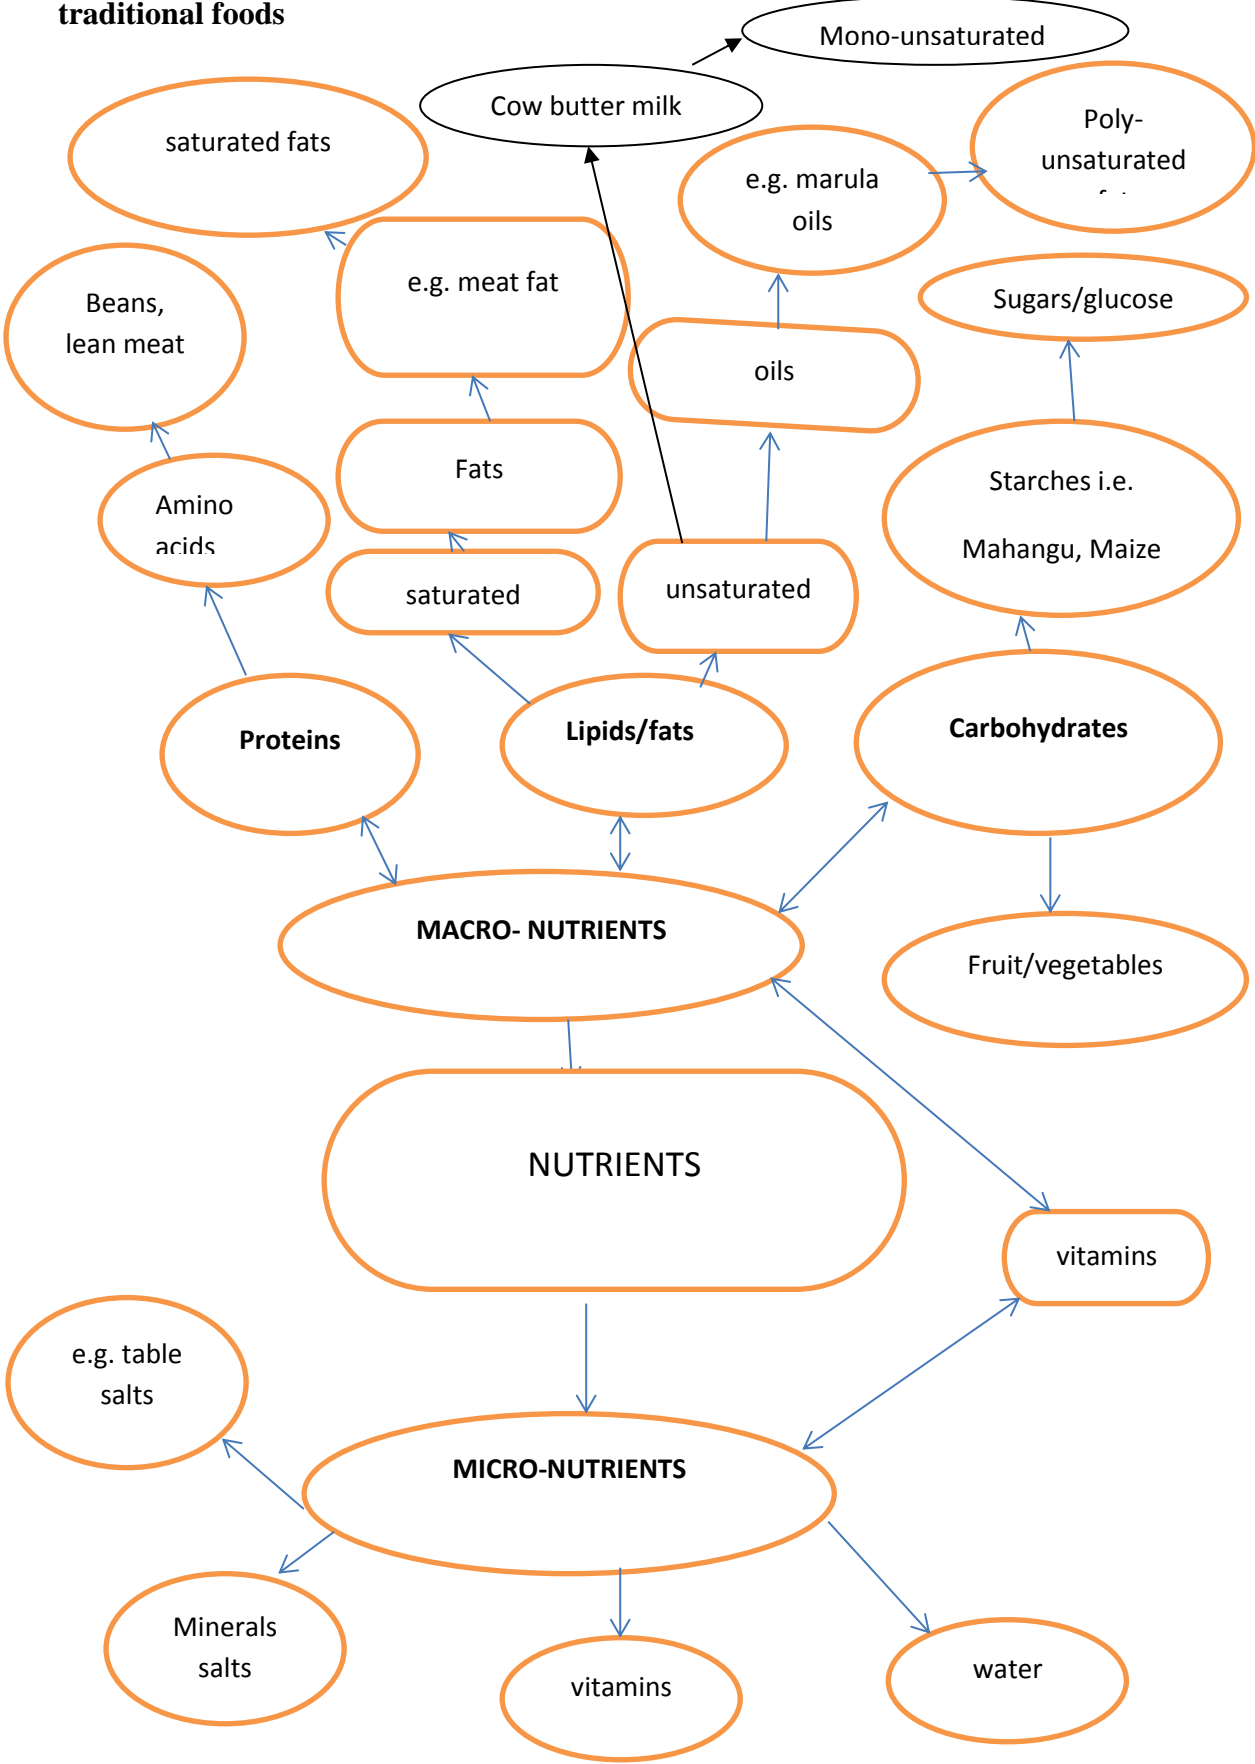 traditional foods
Mono-unsaturated
Cow butter milk
saturated fats
Poly-
unsaturated
e.g. marula
oils
e.g. meat fat
Beans,
lean meat
Sugars/glucose
oils
Fats
Starches i.e.
Mahangu, Maize
Amino
acids
saturated
unsaturated
Proteins
Lipids/fats
Carbohydrates
MACRO- NUTRIENTS
Fruit/vegetables
NUTRIENTS
vitamins
e.g. table
salts
MICRO-NUTRIENTS
Minerals
salts
vitamins
water